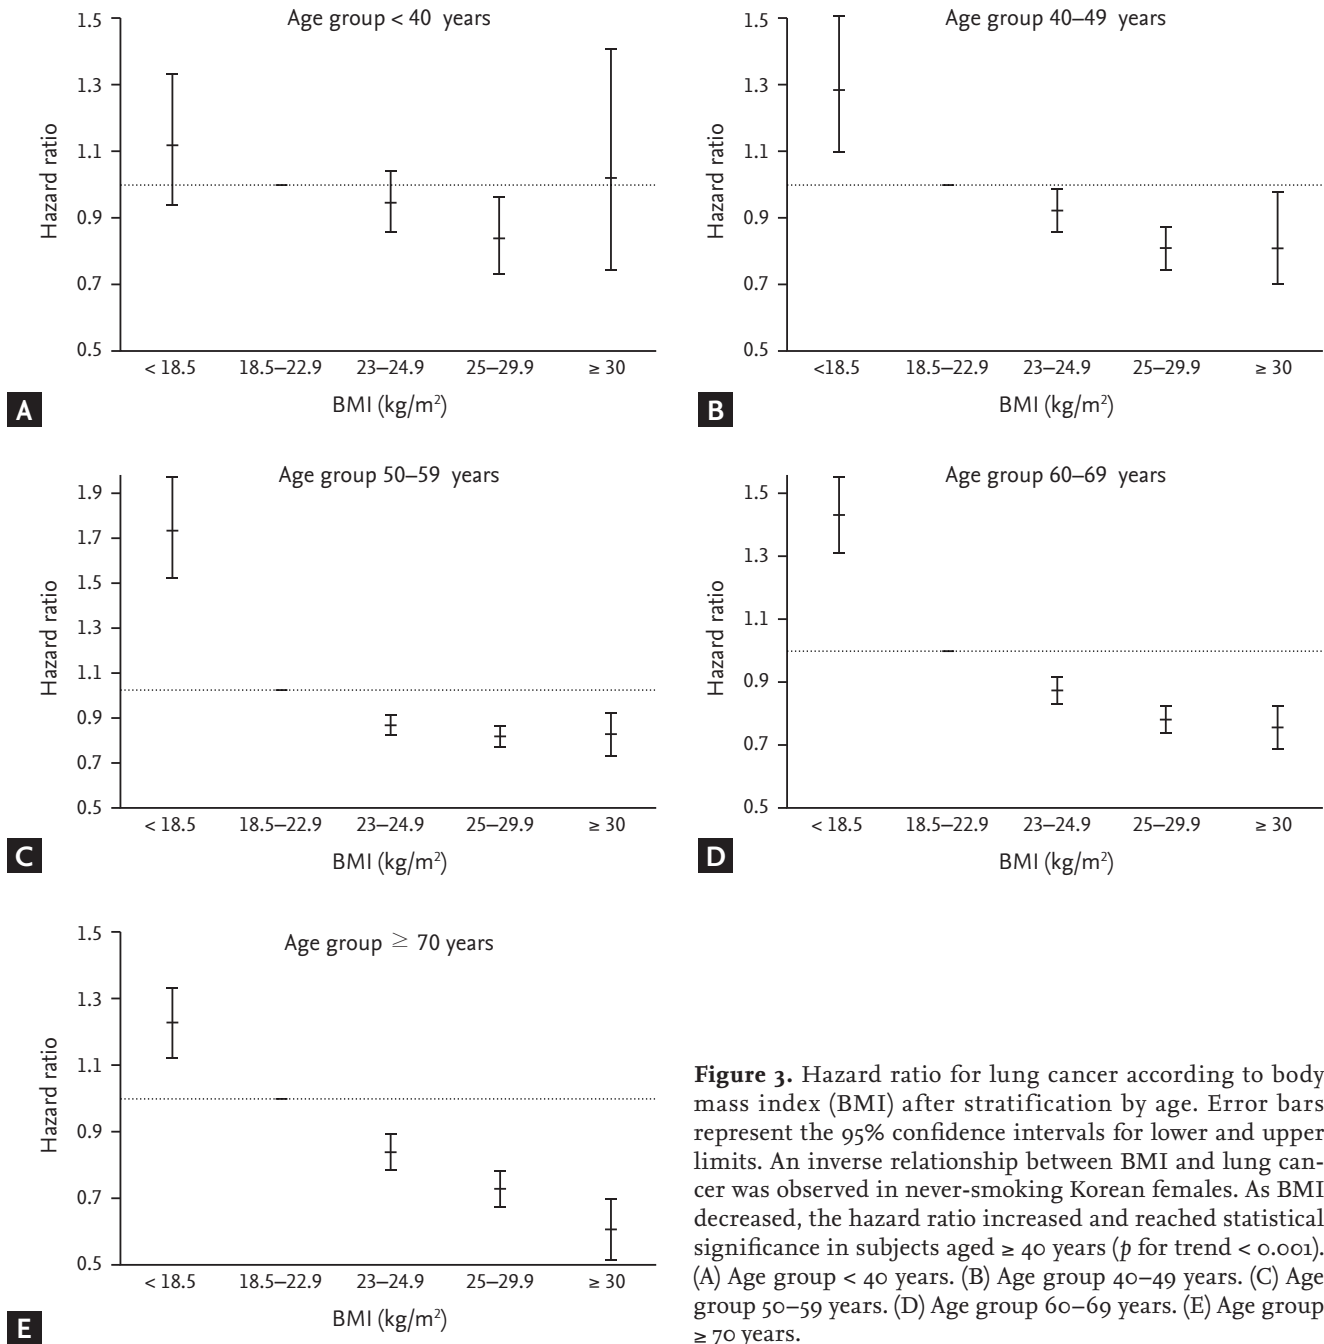 Age group < 40 years
1.5
1.3
1.1
0.9
0.7
0.5
Hazard ratio
< 18.5 18.5–22.9 23–24.9 25–29.9 ≥ 30
BMI (kg/m²)
A
Age group 40–49 years
1.5
1.3
1.1
0.9
0.7
0.5
Hazard ratio
<18.5 18.5–22.9 23–24.9 25–29.9 ≥ 30
BMI (kg/m²)
B
Age group 50–59 years
1.9
1.7
1.5
1.3
1.1
0.9
0.7
0.5
Hazard ratio
< 18.5 18.5–22.9 23–24.9 25–29.9 ≥ 30
BMI (kg/m²)
C
Age group 60–69 years
1.5
1.3
1.1
0.9
0.7
0.5
Hazard ratio
< 18.5 18.5–22.9 23–24.9 25–29.9 ≥ 30
BMI (kg/m²)
D
Age group ≥ 70 years
1.5
1.3
1.1
0.9
0.7
0.5
Hazard ratio
< 18.5 18.5–22.9 23–24.9 25–29.9 ≥ 30
BMI (kg/m²)
E
Figure 3. Hazard ratio for lung cancer according to body
mass index (BMI) after stratification by age. Error bars
represent the 95% confidence intervals for lower and upper
limits. An inverse relationship between BMI and lung can-
cer was observed in never-smoking Korean females. As BMI
decreased, the hazard ratio increased and reached statistical
significance in subjects aged ≥ 40 years (p for trend < 0.001).
(A) Age group < 40 years. (B) Age group 40–49 years. (C) Age
group 50–59 years. (D) Age group 60–69 years. (E) Age group
≥ 70 years.